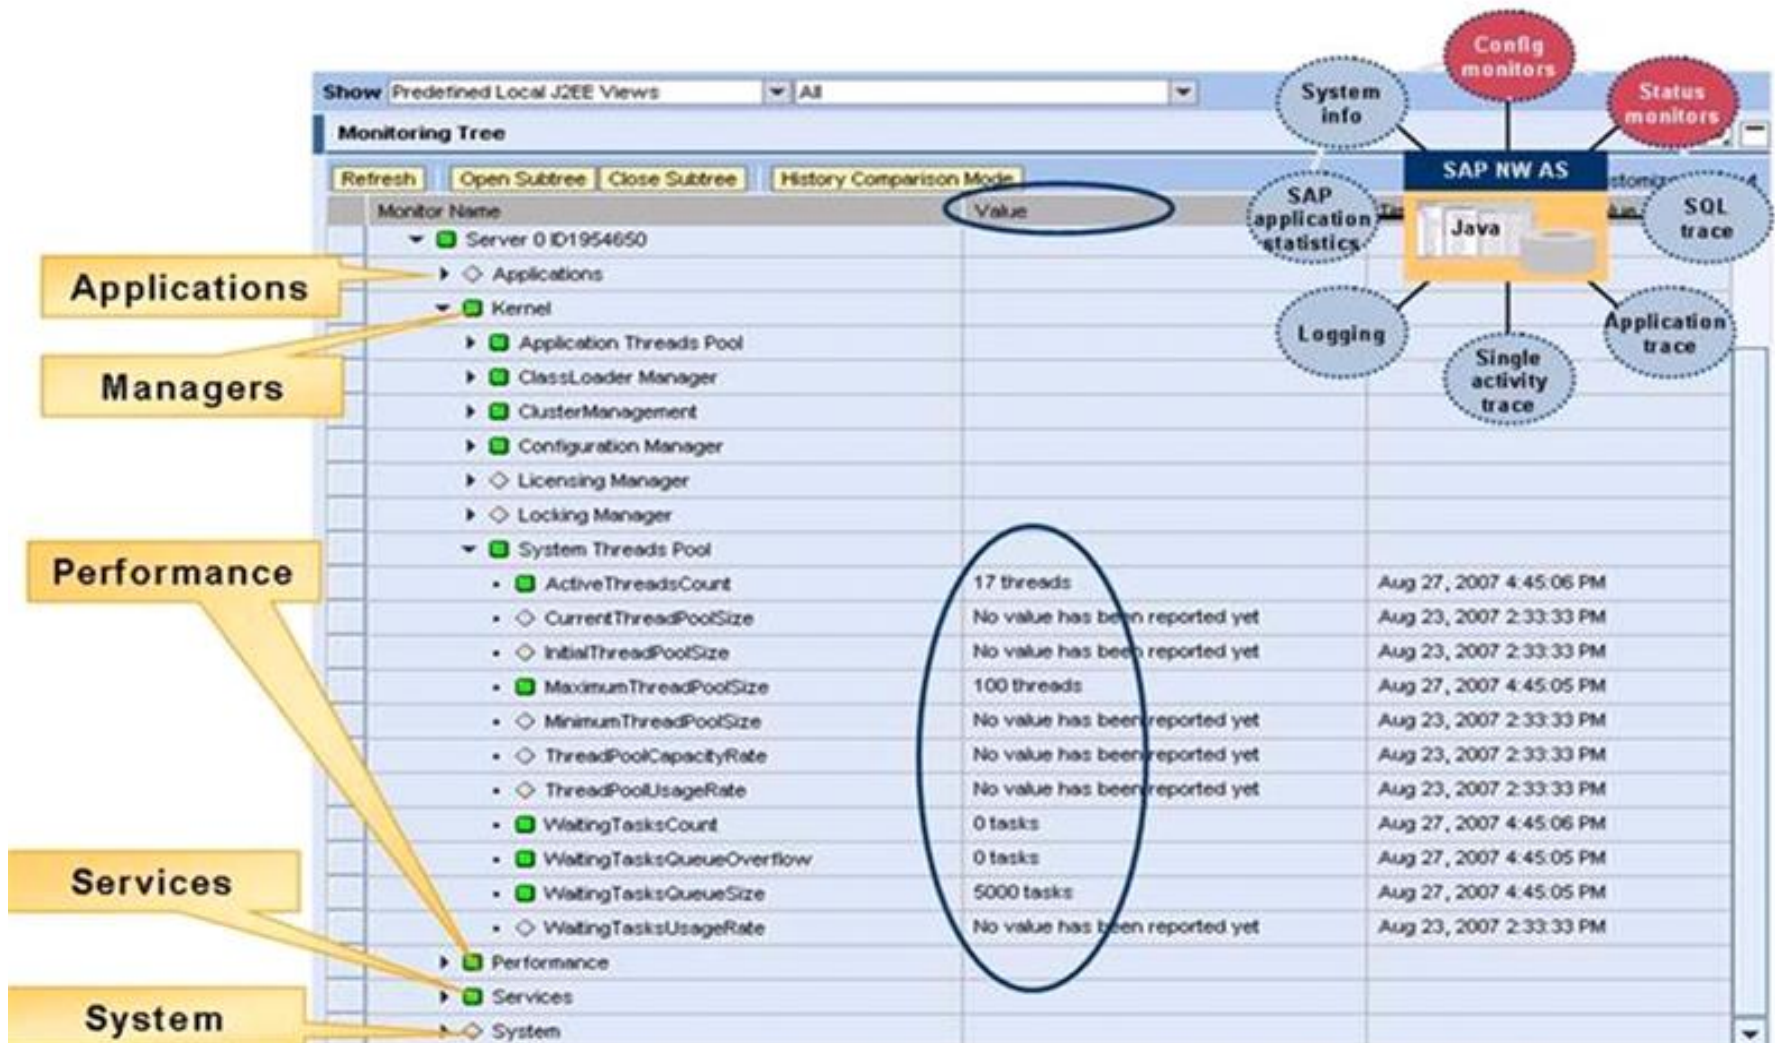 Config
monitors
System
info
Status
monitors
Show Predefined Local J2EE Views All
Monitoring Tree
SAP NW AS
Refresh Open Subtree Close Subtree History Comparison Mode
SAP
application
statistics
Java
SQL
trace
Monitor Name Value
Server 0 ID1954650
Applications
Applications
Kernel
Managers
Application Threads Pool
Logging
Application
trace
Single
activity
trace
ClassLoader Manager
ClusterManagement
Configuration Manager
Licensing Manager
Locking Manager
System Threads Pool
Performance
ActiveThreadsCount 17 threads Aug 27, 2007 4:45:06 PM
CurrentThreadPoolSize No value has been reported yet Aug 23, 2007 2:33:33 PM
InitialThreadPoolSize No value has been reported yet Aug 23, 2007 2:33:33 PM
MaximumThreadPoolSize 100 threads Aug 27, 2007 4:45:05 PM
MinimumThreadPoolSize No value has been reported yet Aug 23, 2007 2:33:33 PM
ThreadPoolCapacityRate No value has been reported yet Aug 23, 2007 2:33:33 PM
ThreadPoolUsageRate No value has been reported yet Aug 23, 2007 2:33:33 PM
WaitingTasksCount 0 tasks Aug 27, 2007 4:45:06 PM
WaitingTasksQueueOverflow 0 tasks Aug 27, 2007 4:45:05 PM
Services
WaitingTasksQueueSize 5000 tasks Aug 27, 2007 4:45:05 PM
WaitingTasksUsageRate No value has been reported yet Aug 23, 2007 2:33:33 PM
Performance
Services
System
System